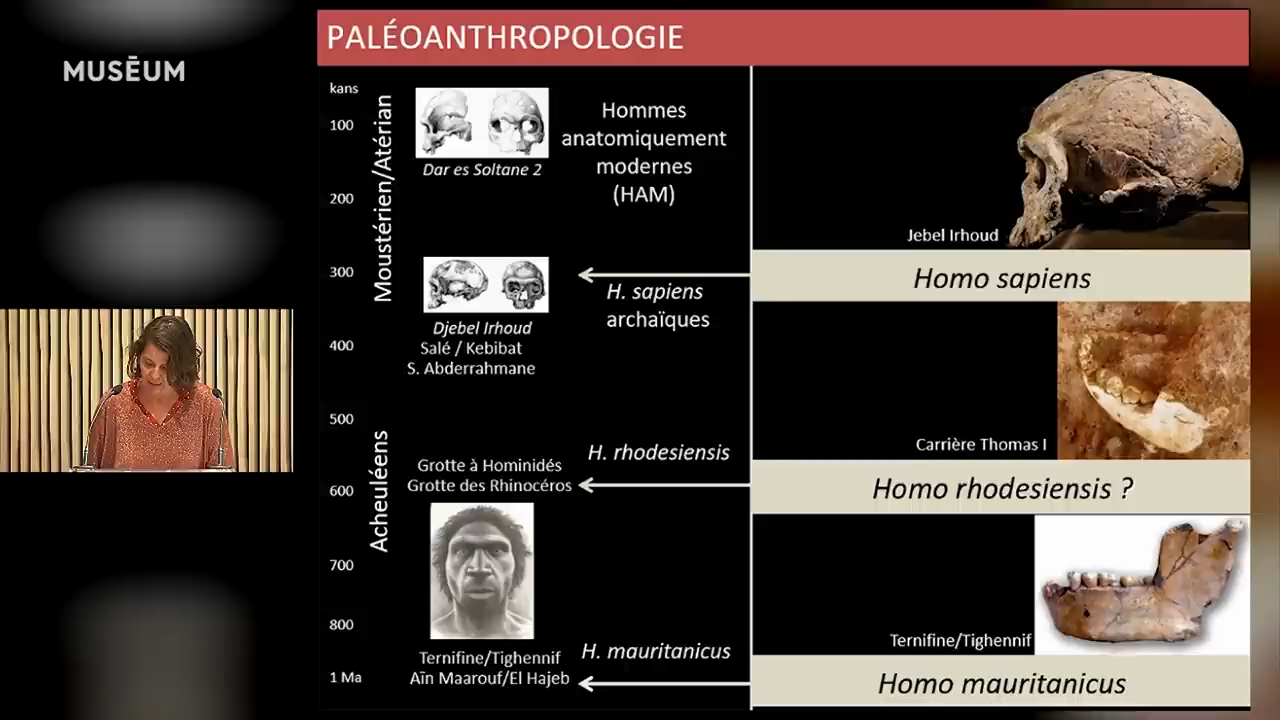 MUSĒUM
PALÉOANTHROPOLOGIE
kans
100
200
300
400
500
600
700
800
1 Ma
Moustérien/Atérian
Acheuléens
Dar es Soltane 2
Hommes
anatomiquement
modernes
(HAM)
Djebel Irhoud
Salé / Kebibat
S. Abderrahmane
H. sapiens
archaïques
Grotte à Hominidés
Grotte des Rhinocéros
H. rhodesiensis
Ternifine/Tighennif
Aïn Maarouf/El Hajeb
H. mauritanicus
Jebel Irhoud
Homo sapiens
Carrière Thomas I
Homo rhodesiensis ?
Ternifine/Tighennif
Homo mauritanicus